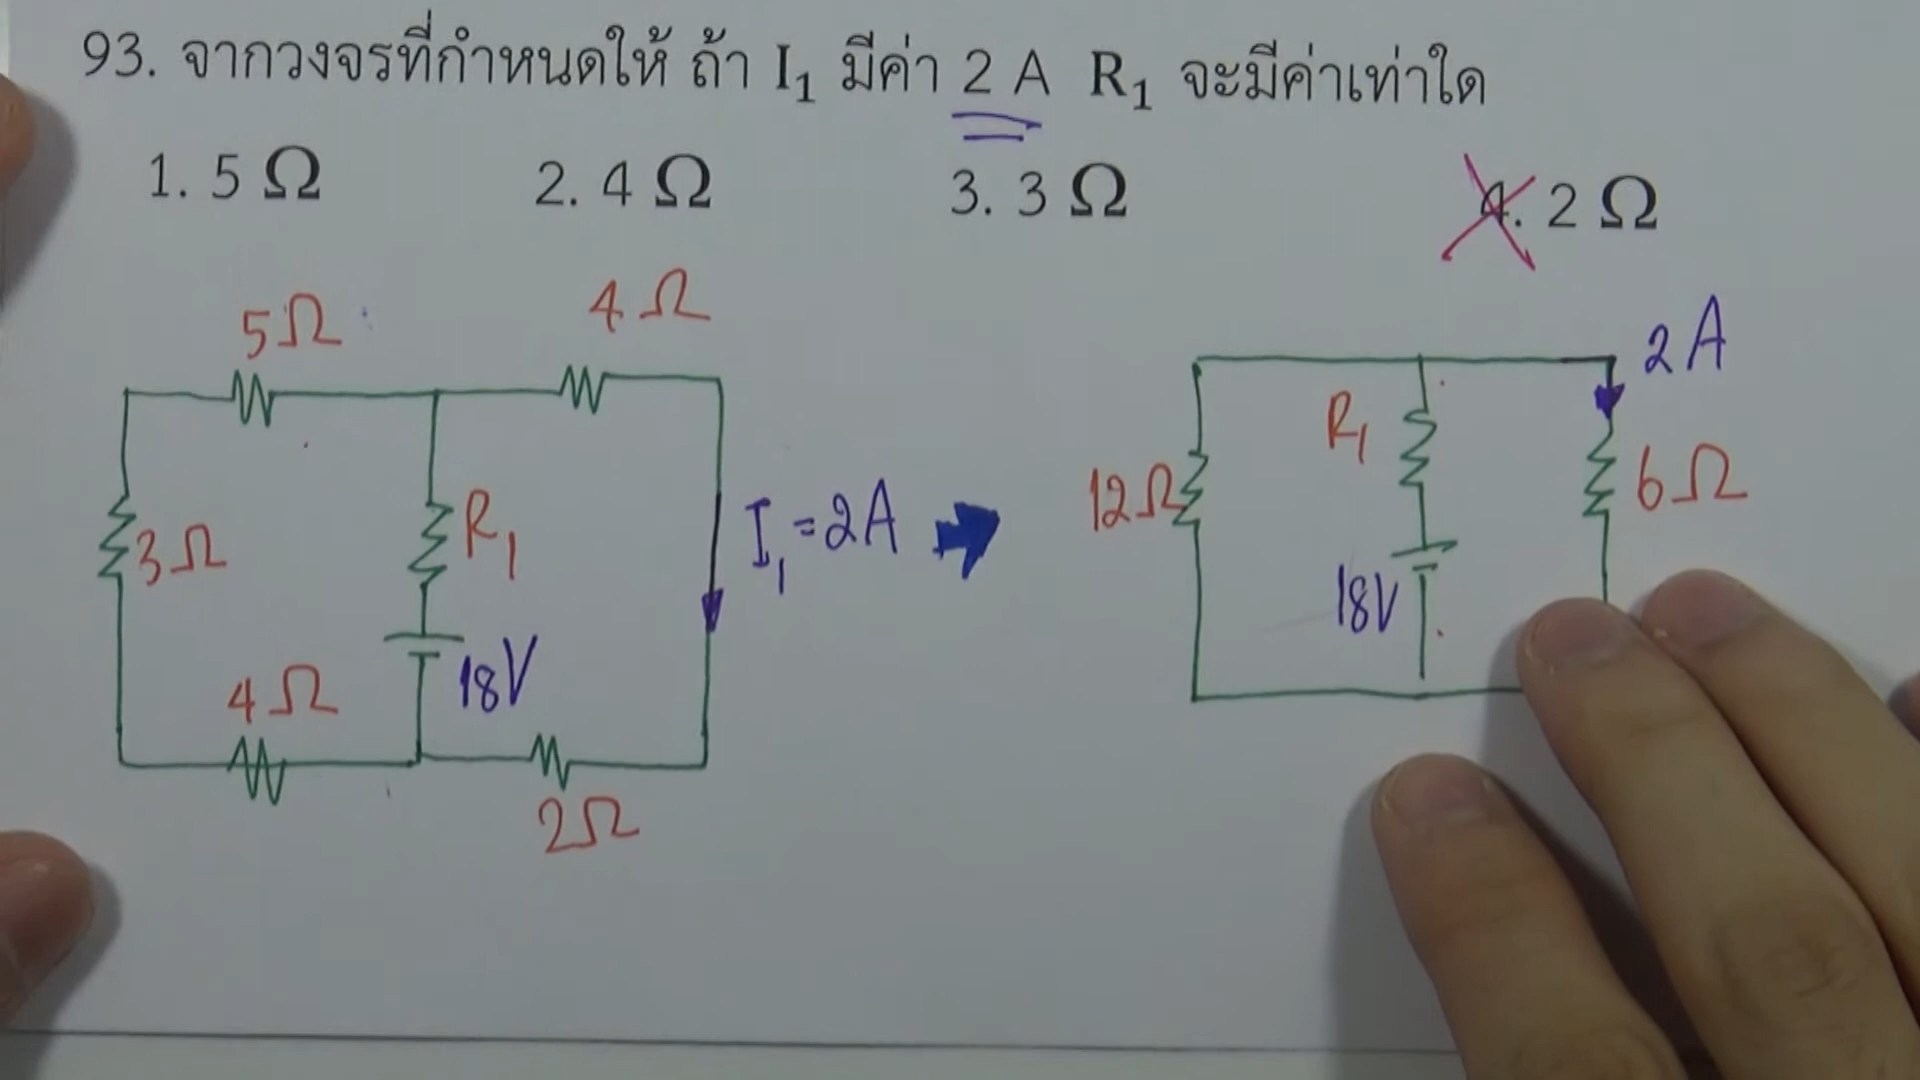 93. จากวงจรที่กำหนดให้ ถ้า I₁ มีค่า 2 A R₁ จะมีค่าเท่าใด
1. 5 Ω 2. 4 Ω 3. 3 Ω 4. 2 Ω
5Ω 4Ω
3Ω R₁ I₁ = 2A
4Ω 18V
2Ω
2A
12Ω R₁ 6Ω
18V